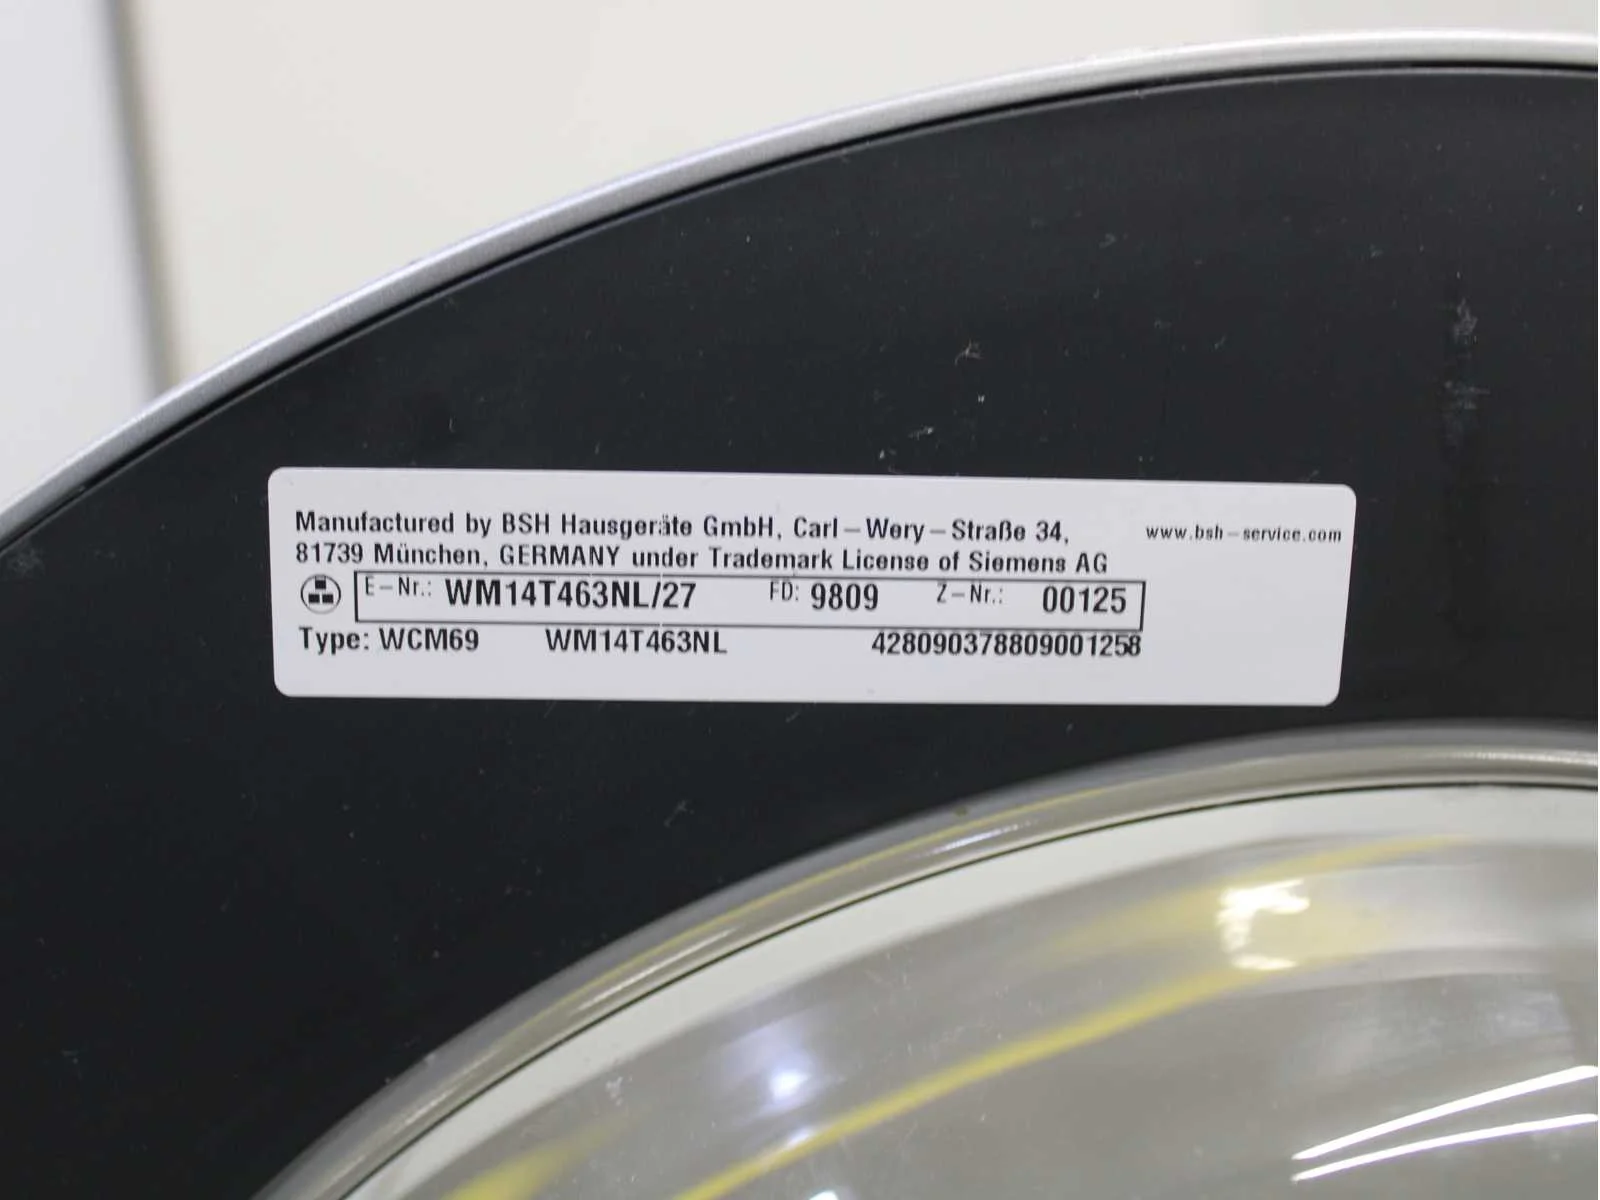 Manufactured by BSH Hausgeräte GmbH, Carl–Wery–Straße 34,
www.bsh–service.com
81739 München, GERMANY under Trademark License of Siemens AG
E–Nr.: WM14T463NL/27 FD: 9809 Z–Nr.: 00125
Type: WCM69 WM14T463NL 428090378809001258